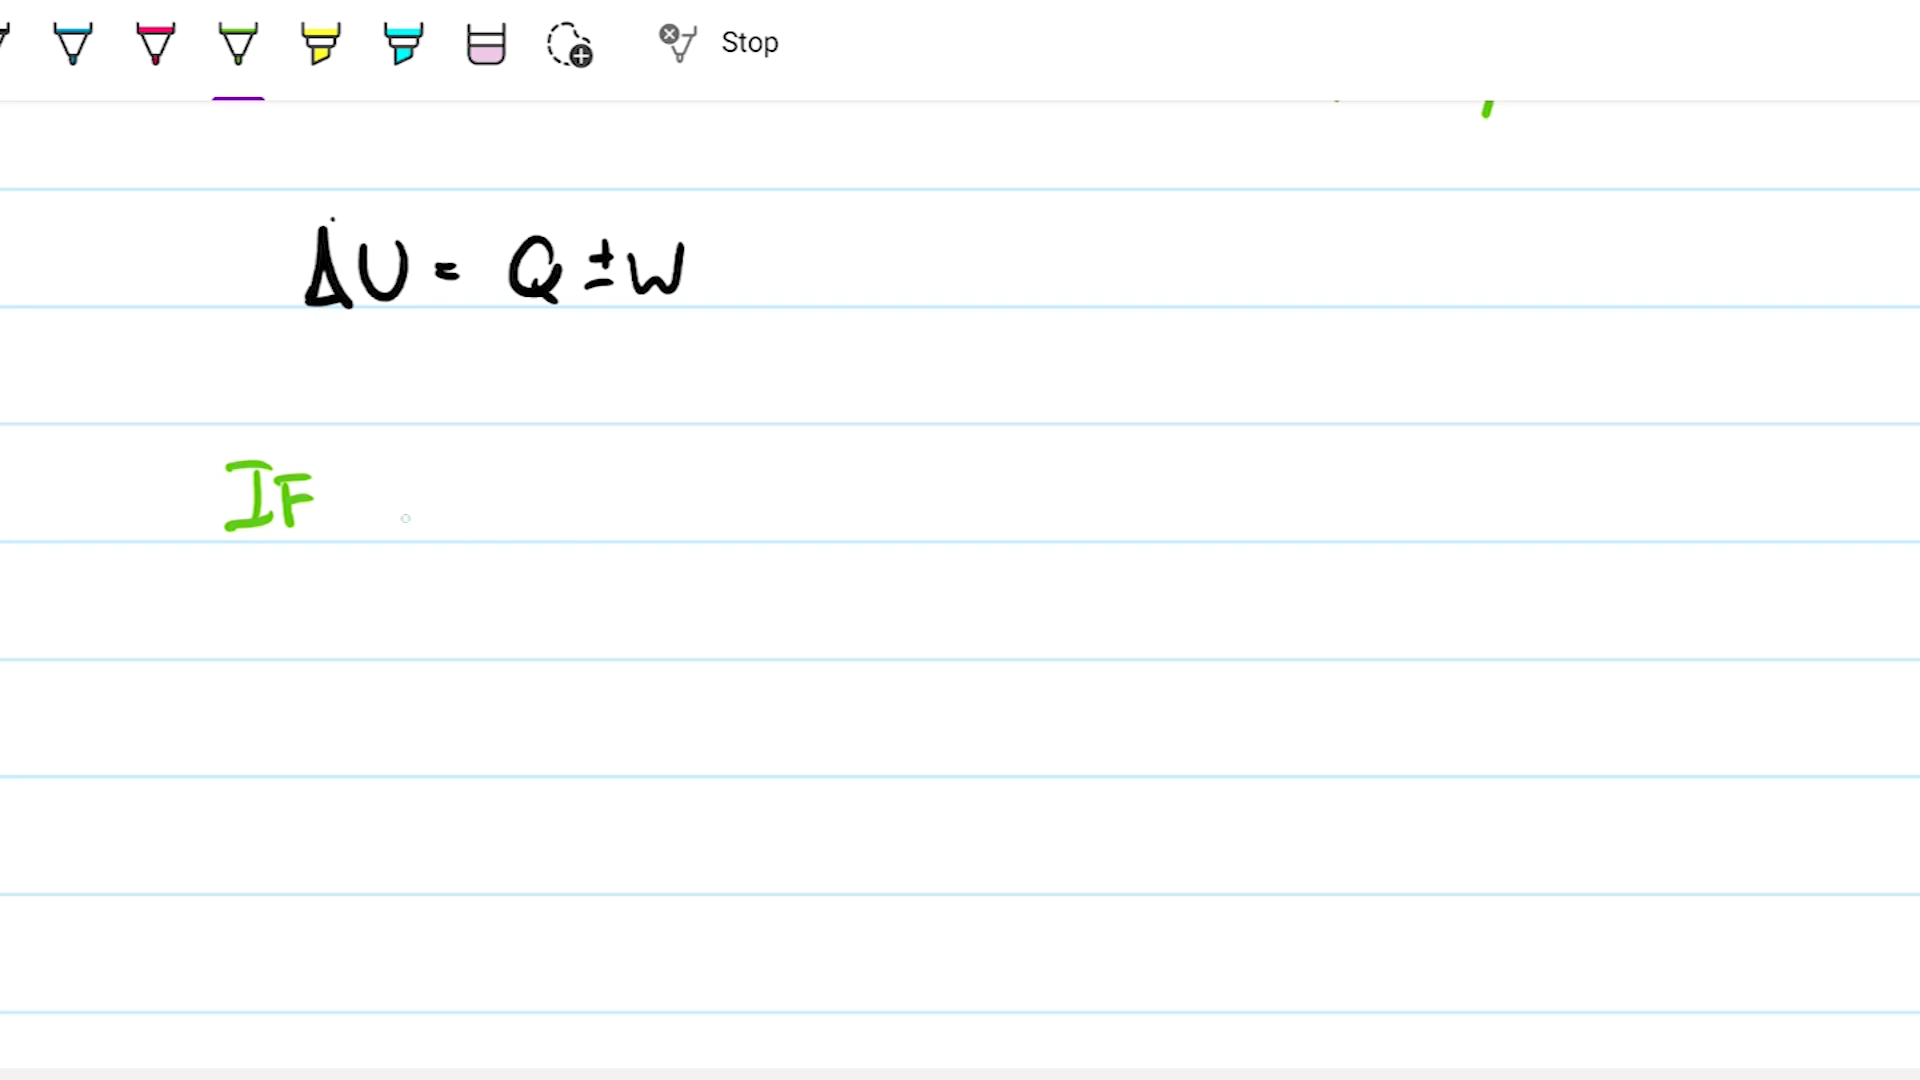 Stop
ΔU = Q ± W
IF